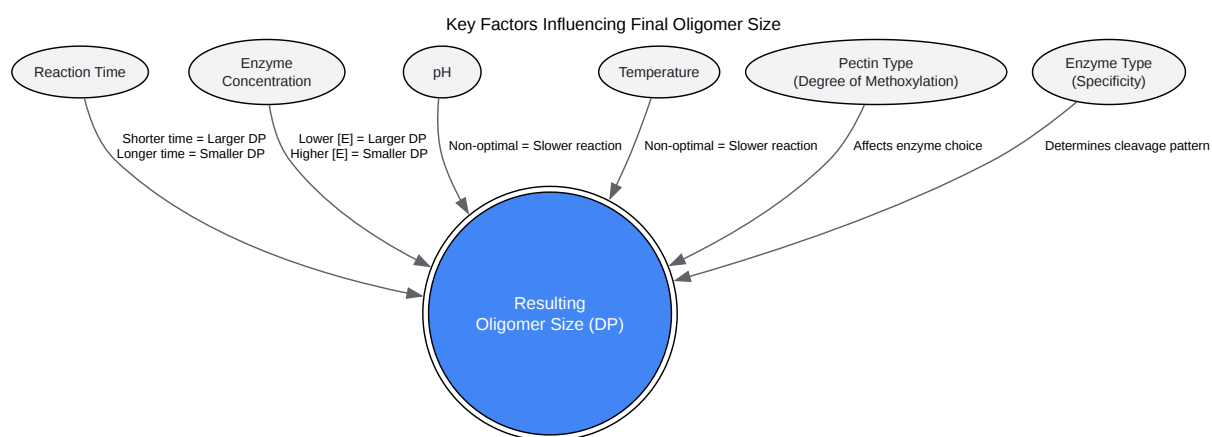 Key Factors Influencing Final Oligomer Size
Reaction Time
Enzyme
Concentration
pH
Temperature
Pectin Type
(Degree of Methoxylation)
Enzyme Type
(Specificity)
Shorter time = Larger DP
Longer time = Smaller DP
Lower [E] = Larger DP
Higher [E] = Smaller DP
Non-optimal = Slower reaction
Non-optimal = Slower reaction
Affects enzyme choice
Determines cleavage pattern
Resulting
Oligomer Size (DP)